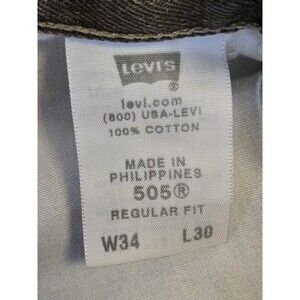 LEVI'S
®
levi.com
(800) USA-LEVI
100% COTTON
MADE IN
PHILIPPINES
505®
REGULAR FIT
W34 L30